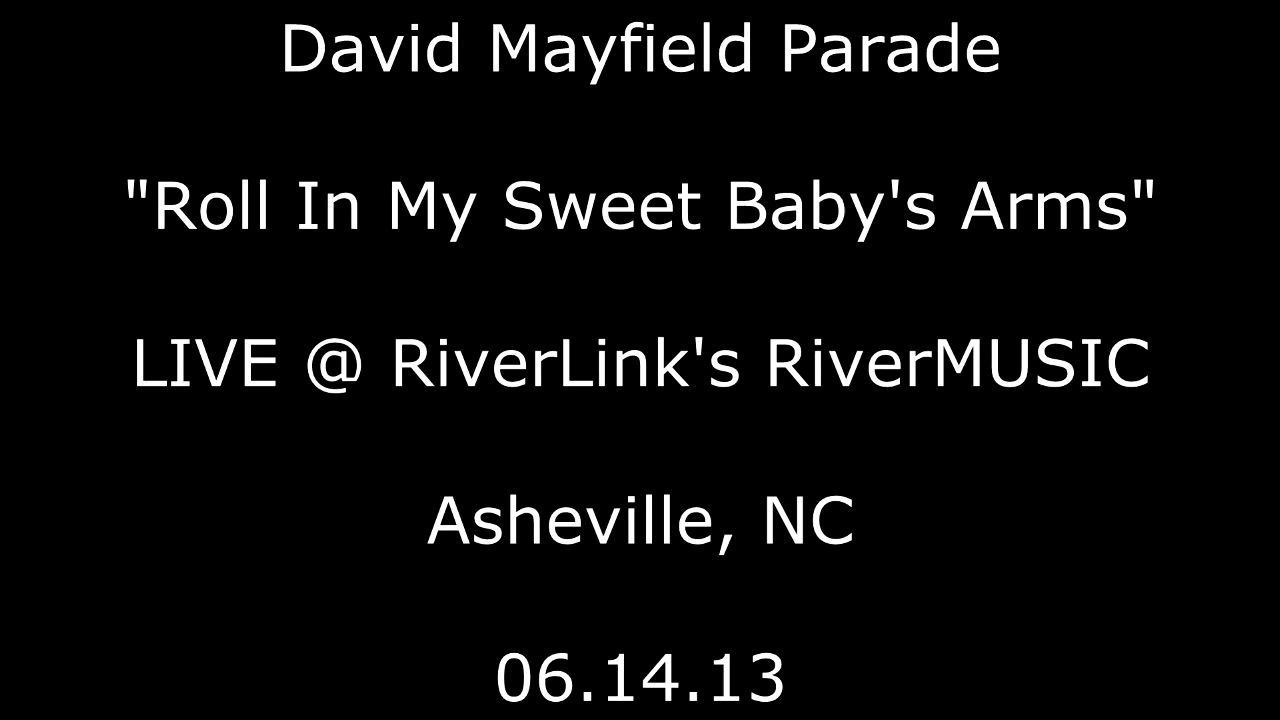 David Mayfield Parade
"Roll In My Sweet Baby's Arms"
LIVE @ RiverLink's RiverMUSIC
Asheville, NC
06.14.13